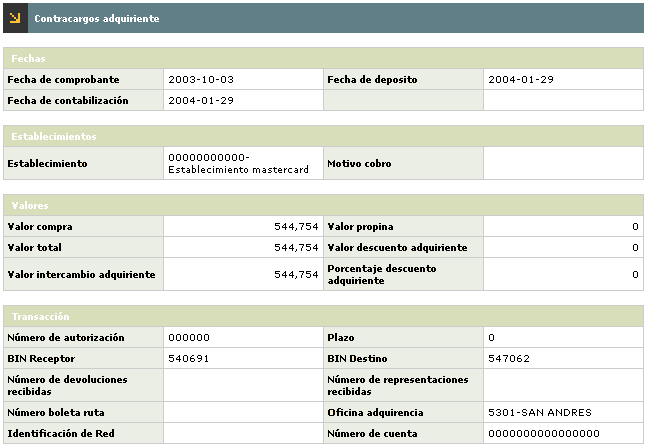 Contracargos adquiriente
Fechas
Fecha de comprobante 2003-10-03 Fecha de deposito 2004-01-29
Fecha de contabilización 2004-01-29
Establecimientos
Establecimiento 00000000000-
Establecimiento mastercard Motivo cobro
Valores
Valor compra 544,754 Valor propina 0
Valor total 544,754 Valor descuento adquiriente 0
Valor intercambio adquiriente 544,754 Porcentaje descuento
adquiriente 0
Transacción
Número de autorización 000000 Plazo 0
BIN Receptor 540691 BIN Destino 547062
Número de devoluciones
recibidas
Número de representaciones
recibidas
Número boleta ruta Oficina adquirencia 5301-SAN ANDRES
Identificación de Red Número de cuenta 0000000000000000